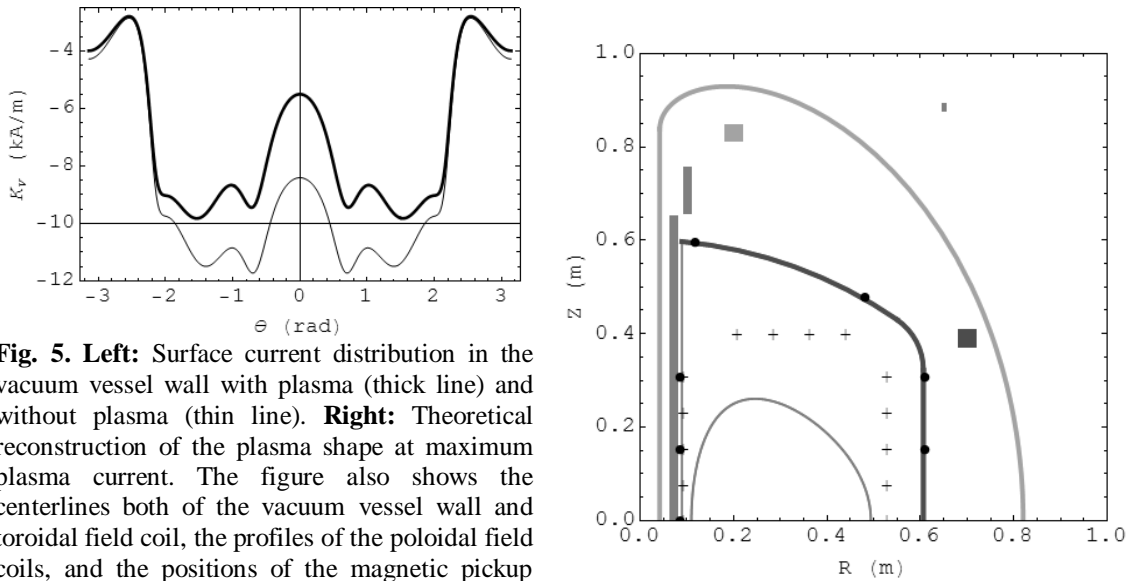 -4
-6
-8
-10
-12
K_v (kA/m)
-3 -2 -1 0 1 2 3
θ (rad)
Fig. 5. Left: Surface current distribution in the
vacuum vessel wall with plasma (thick line) and
without plasma (thin line). Right: Theoretical
reconstruction of the plasma shape at maximum
plasma current. The figure also shows the
centerlines both of the vacuum vessel wall and
toroidal field coil, the profiles of the poloidal field
coils, and the positions of the magnetic pickup
1.0
0.8
0.6
0.4
0.2
0.0
Z (m)
0.0 0.2 0.4 0.6 0.8 1.0
R (m)